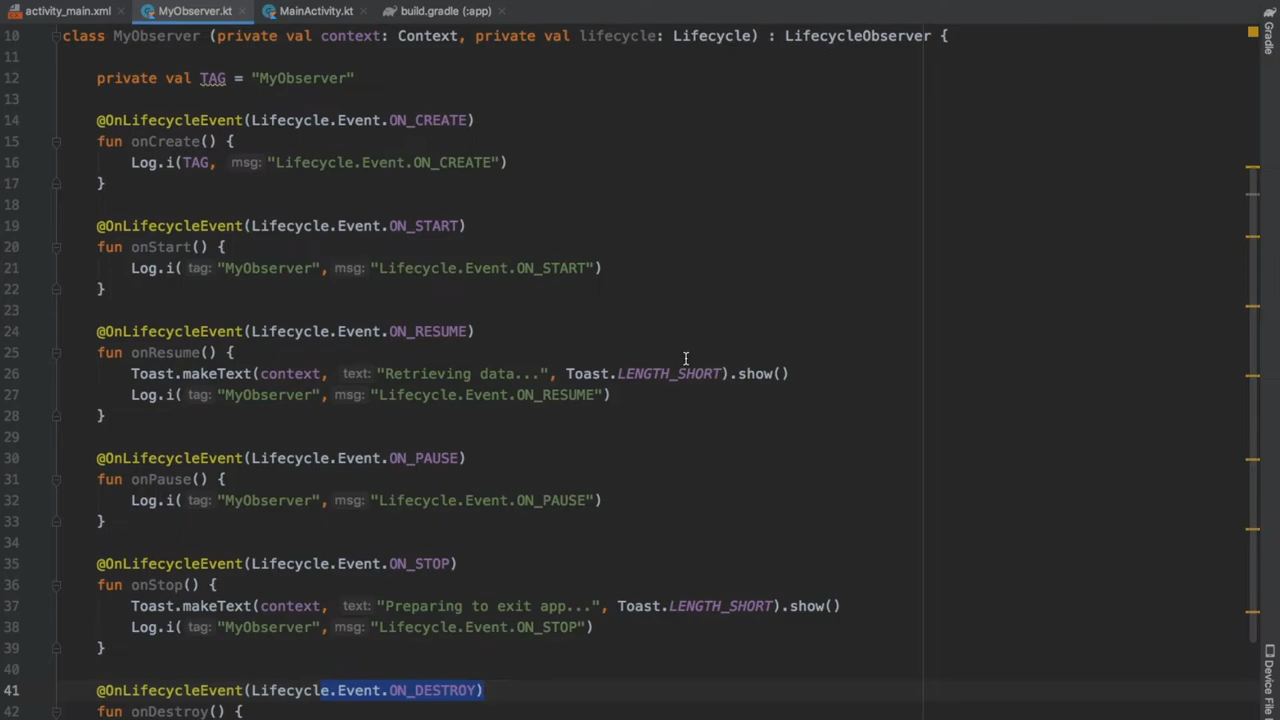 activity_main.xml MyObserver.kt MainActivity.kt build.gradle (:app)
10 class MyObserver (private val context: Context, private val lifecycle: Lifecycle) : LifecycleObserver {
11
12 private val TAG = "MyObserver"
13
14 @OnLifecycleEvent(Lifecycle.Event.ON_CREATE)
15 fun onCreate() {
16 Log.i(TAG, msg: "Lifecycle.Event.ON_CREATE")
17 }
18
19 @OnLifecycleEvent(Lifecycle.Event.ON_START)
20 fun onStart() {
21 Log.i( tag: "MyObserver", msg: "Lifecycle.Event.ON_START")
22 }
23
24 @OnLifecycleEvent(Lifecycle.Event.ON_RESUME)
25 fun onResume() {
26 Toast.makeText(context, text: "Retrieving data...", Toast.LENGTH_SHORT).show()
27 Log.i( tag: "MyObserver", msg: "Lifecycle.Event.ON_RESUME")
28 }
29
30 @OnLifecycleEvent(Lifecycle.Event.ON_PAUSE)
31 fun onPause() {
32 Log.i( tag: "MyObserver", msg: "Lifecycle.Event.ON_PAUSE")
33 }
34
35 @OnLifecycleEvent(Lifecycle.Event.ON_STOP)
36 fun onStop() {
37 Toast.makeText(context, text: "Preparing to exit app...", Toast.LENGTH_SHORT).show()
38 Log.i( tag: "MyObserver", msg: "Lifecycle.Event.ON_STOP")
39 }
40
41 @OnLifecycleEvent(Lifecycle.Event.ON_DESTROY)
42 fun onDestroy() {
Gradle
Device File